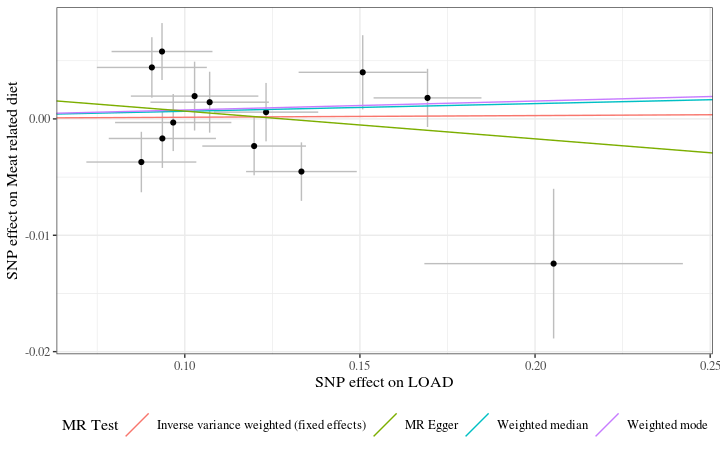 SNP effect on Meat related diet
0.00
-0.01
-0.02
0.10
0.15
0.20
0.25
SNP effect on LOAD
MR Test
Inverse variance weighted (fixed effects)
MR Egger
Weighted median
Weighted mode